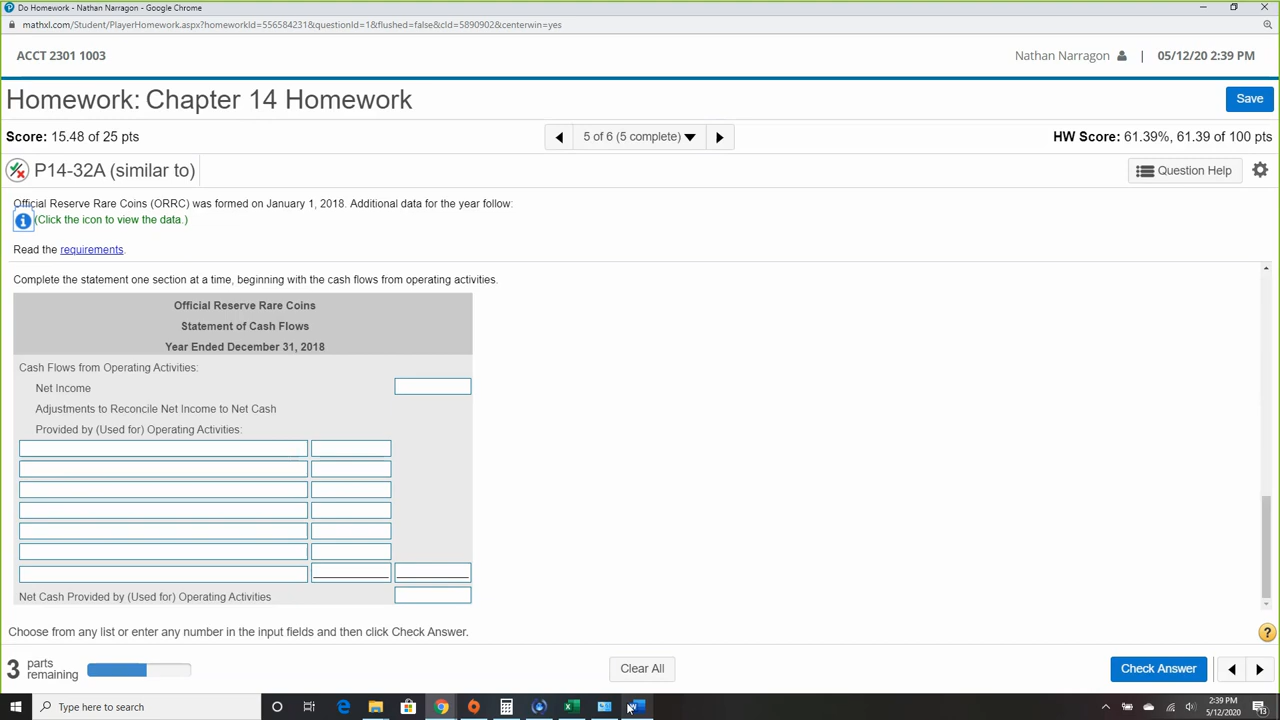 Do Homework - Nathan Narragon - Google Chrome
mathxl.com/Student/PlayerHomework.aspx?homeworkId=556584231&questionId=1&flushed=false&cId=5890902&centerwin=yes
ACCT 2301 1003
Nathan Narragon | 05/12/20 2:39 PM
Homework: Chapter 14 Homework
Save
Score: 15.48 of 25 pts
5 of 6 (5 complete)
HW Score: 61.39%, 61.39 of 100 pts
P14-32A (similar to)
Question Help
Official Reserve Rare Coins (ORRC) was formed on January 1, 2018. Additional data for the year follow:
(Click the icon to view the data.)
Read the requirements.
Complete the statement one section at a time, beginning with the cash flows from operating activities.
Official Reserve Rare Coins
Statement of Cash Flows
Year Ended December 31, 2018
Cash Flows from Operating Activities:
Net Income
Adjustments to Reconcile Net Income to Net Cash
Provided by (Used for) Operating Activities:
Net Cash Provided by (Used for) Operating Activities
Choose from any list or enter any number in the input fields and then click Check Answer.
?
3 parts remaining
Clear All
Check Answer
Type here to search
2:39 PM
5/12/2020